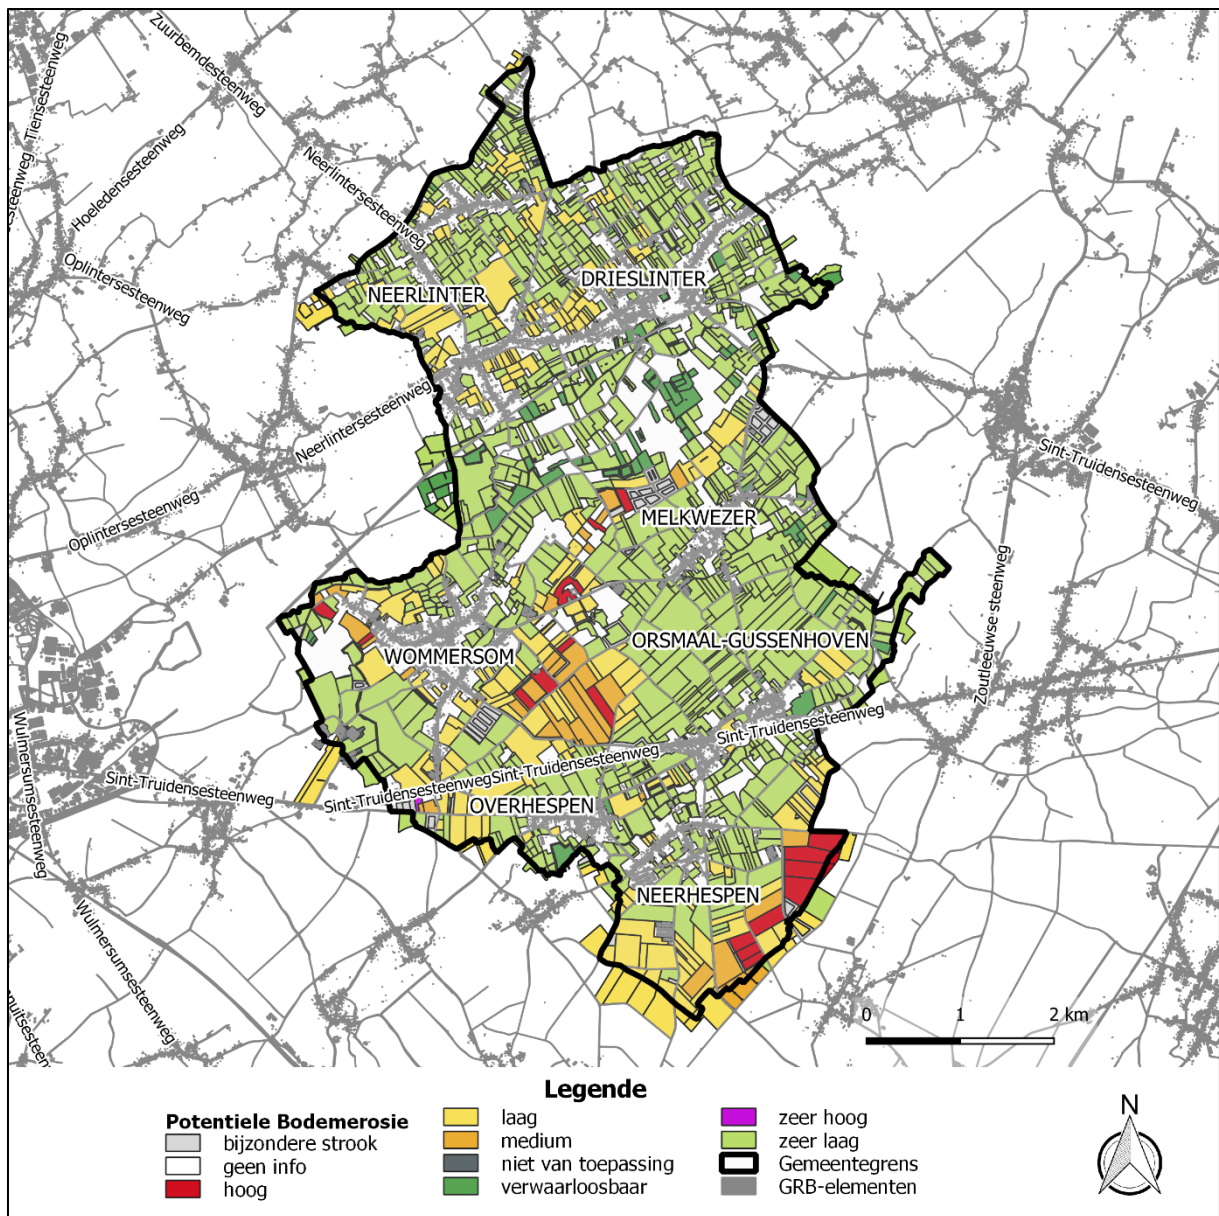 Zuurbemdesteenweg
Tiensesteenweg
Hoeledensesteenweg
Neerlintersesteenweg
Oplintersesteenweg
NEERLINTER
DRIESLINTER
Neerlintersesteenweg
Oplintersesteenweg
Sint-Truidensesteenweg
MELKWEZER
Zoutleeuwse steenweg
ORSMAAL-GUSSENHOVEN
WOMMERSOM
Wulmersumsesteenweg
Sint-Truidensesteenweg
Sint-Truidensesteenweg
Sint-Truidensesteenweg
Sint-Truidensesteenweg
OVERHESPEN
NEERHESPEN
Wulmersumsesteenweg
0 1 2 km
Legende
Potentiele Bodemerosie
bijzondere strook
geen info
hoog
laag
medium
niet van toepassing
verwaarloosbaar
zeer hoog
zeer laag
Gemeentegrens
GRB-elementen
N